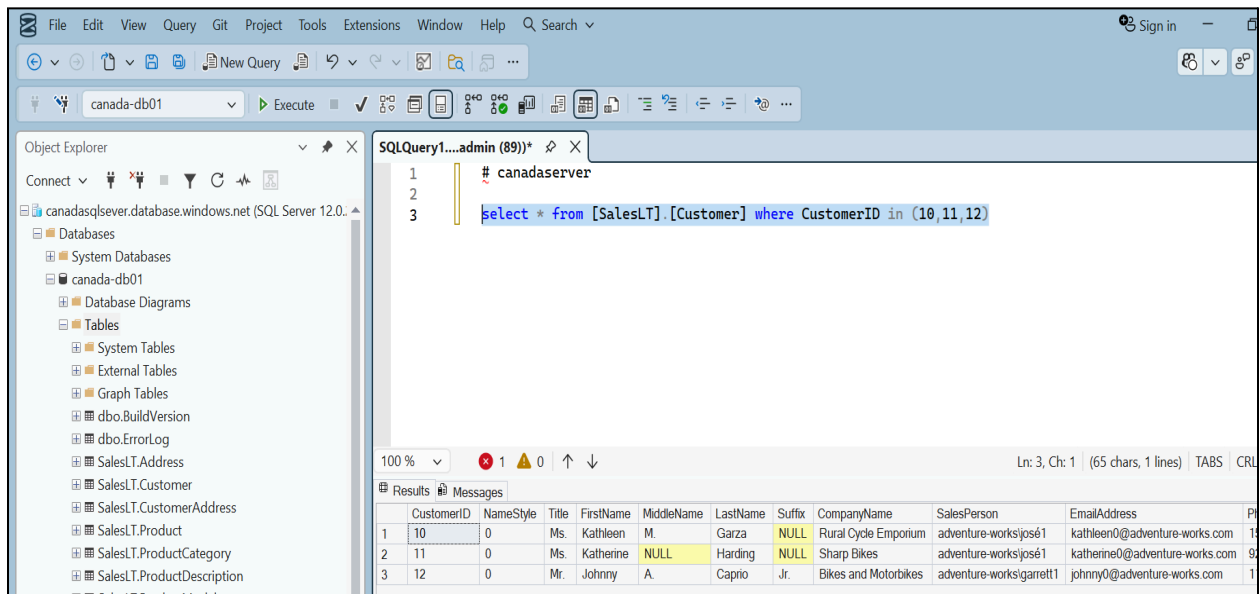 File Edit View Query Git Project Tools Extensions Window Help Search Sign in
New Query
canada-db01 Execute
Object Explorer
SQLQuery1....admin (89))*
Connect
1 # canadaserver
2
3 select * from [SalesLT].[Customer] where CustomerID in (10,11,12)
canadasqlsever.database.windows.net (SQL Server 12.0.
Databases
System Databases
canada-db01
Database Diagrams
Tables
System Tables
External Tables
Graph Tables
dbo.BuildVersion
dbo.ErrorLog
SalesLT.Address
SalesLT.Customer
SalesLT.CustomerAddress
SalesLT.Product
SalesLT.ProductCategory
SalesLT.ProductDescription
100 % 1 0 Ln: 3, Ch: 1 (65 chars, 1 lines) TABS CRL
Results Messages
CustomerID NameStyle Title FirstName MiddleName LastName Suffix CompanyName SalesPerson EmailAddress
1 10 0 Ms. Kathleen M. Garza NULL Rural Cycle Emporium adventure-works\josé1 kathleen0@adventure-works.com
2 11 0 Ms. Katherine NULL Harding NULL Sharp Bikes adventure-works\josé1 katherine0@adventure-works.com
3 12 0 Mr. Johnny A. Caprio Jr. Bikes and Motorbikes adventure-works\garrett1 johnny0@adventure-works.com